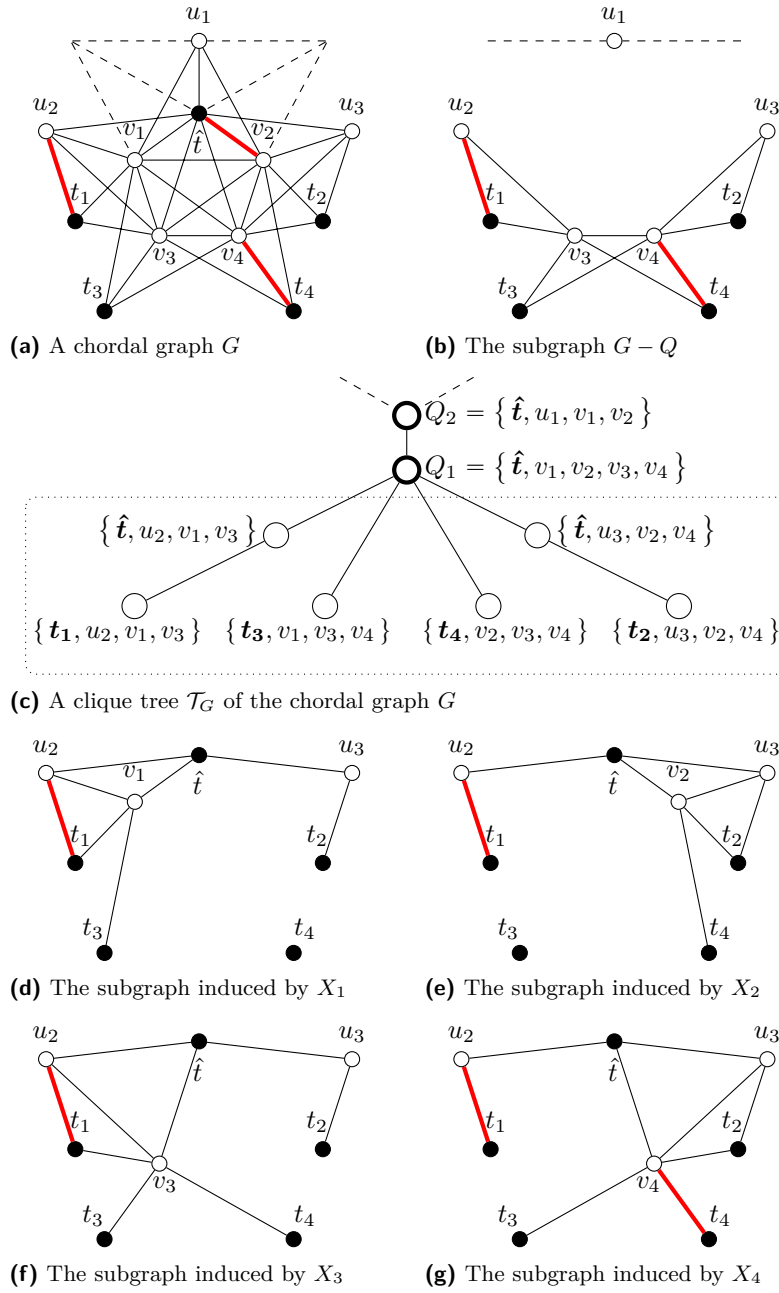 u₁ u₁
u₂ u₃ u₂ u₃
v₁ v₂
t̂
t₁ t₂ t₁ t₂
v₃ v₄ v₃ v₄
t₃ t₄ t₃ t₄
(a) A chordal graph G
(b) The subgraph G − Q
Q₂ = { t̂, u₁, v₁, v₂ }
Q₁ = { t̂, v₁, v₂, v₃, v₄ }
{ t̂, u₂, v₁, v₃ } { t̂, u₃, v₂, v₄ }
{ t₁, u₂, v₁, v₃ } { t₃, v₁, v₃, v₄ } { t₄, v₂, v₃, v₄ } { t₂, u₃, v₂, v₄ }
(c) A clique tree 𝒯_G of the chordal graph G
u₂ u₃ u₂ u₃
v₁ t̂ t̂ v₂
t₁ t₂ t₁ t₂
t₃ t₄ t₃ t₄
(d) The subgraph induced by X₁
(e) The subgraph induced by X₂
u₂ u₃ u₂ u₃
t̂ t̂
t₁ t₂ t₁ t₂
v₃ v₄
t₃ t₄ t₃ t₄
(f) The subgraph induced by X₃
(g) The subgraph induced by X₄